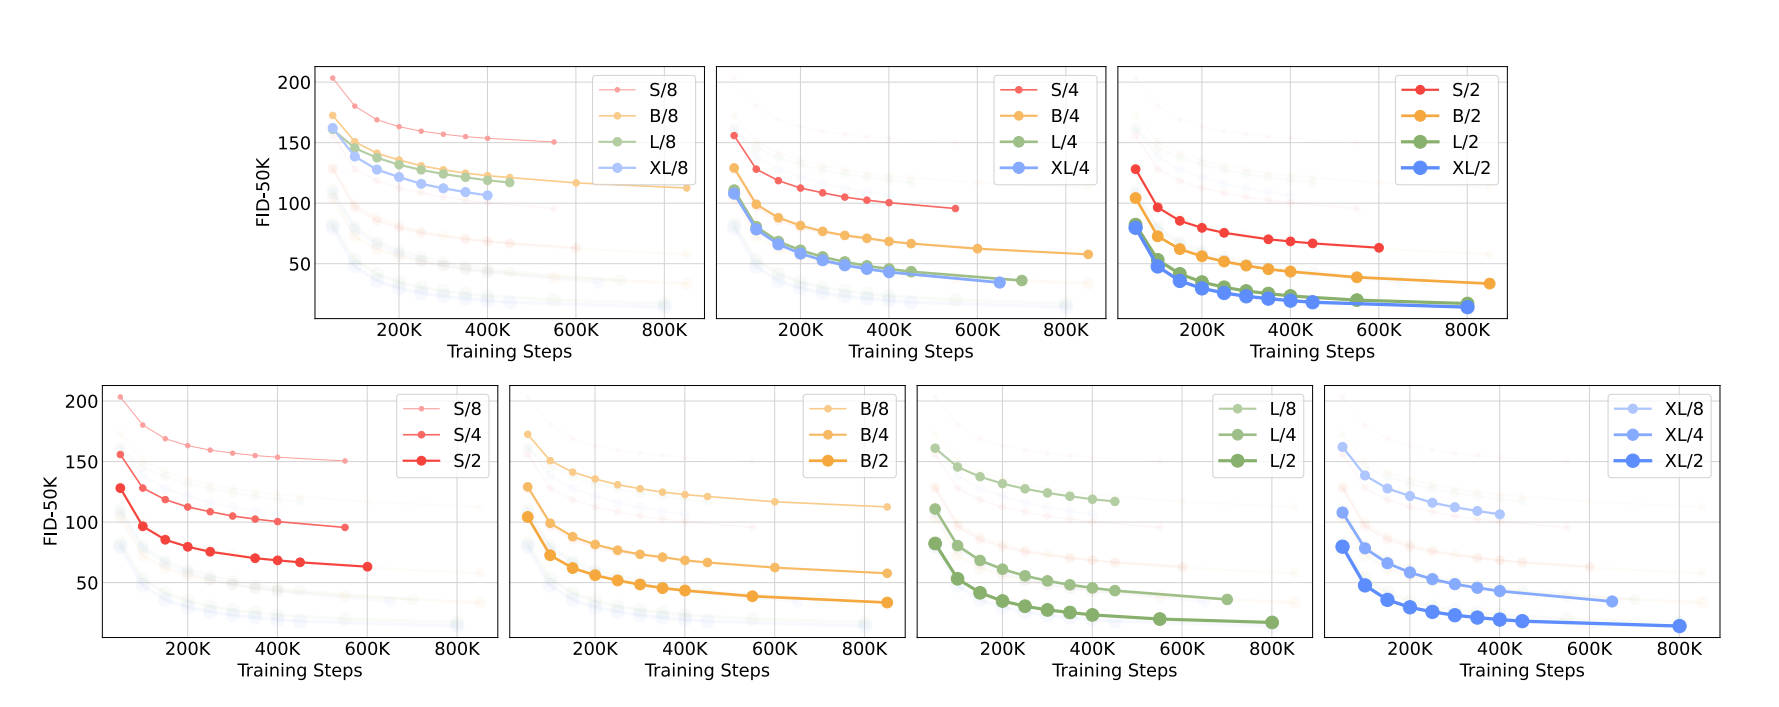 200
150
100
50
FID-50K
S/8
B/8
L/8
XL/8
200K 400K 600K 800K
Training Steps
S/4
B/4
L/4
XL/4
200K 400K 600K 800K
Training Steps
S/2
B/2
L/2
XL/2
200K 400K 600K 800K
Training Steps
200
150
100
50
FID-50K
S/8
S/4
S/2
200K 400K 600K 800K
Training Steps
B/8
B/4
B/2
200K 400K 600K 800K
Training Steps
L/8
L/4
L/2
200K 400K 600K 800K
Training Steps
XL/8
XL/4
XL/2
200K 400K 600K 800K
Training Steps